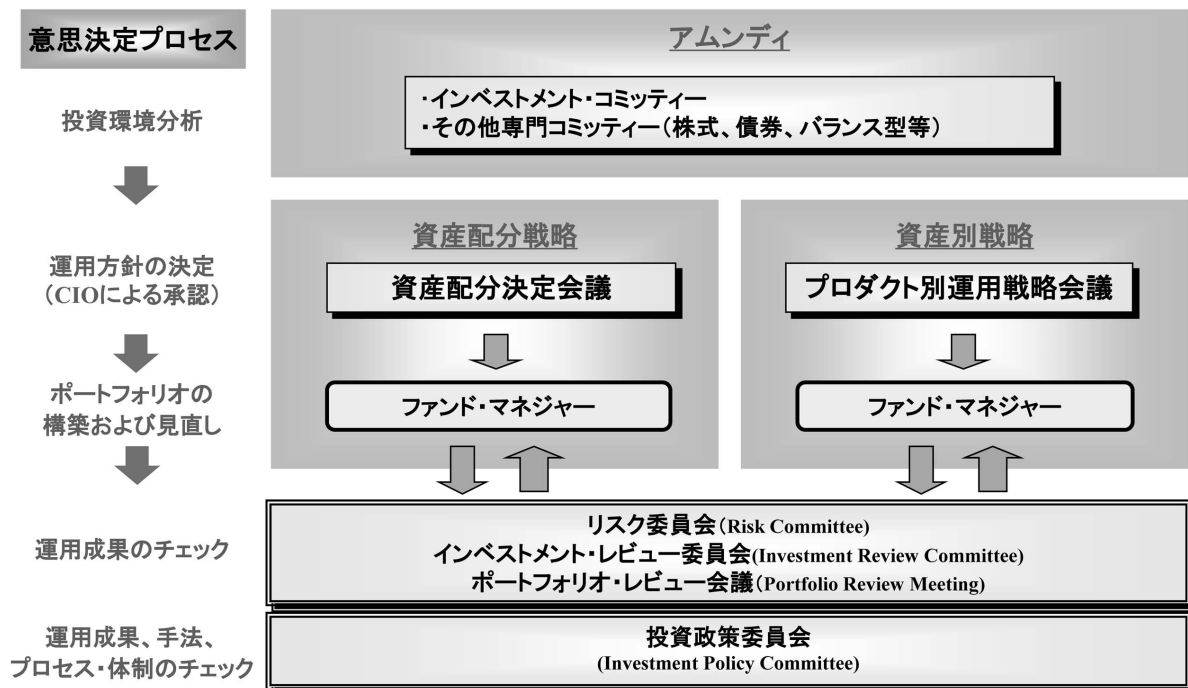 意思決定プロセス
アムンディ
・インベストメント・コミッティー
・その他専門コミッティー（株式、債券、バランス型等）
投資環境分析
資産配分戦略
資産別戦略
運用方針の決定
（CIOによる承認）
資産配分決定会議
プロダクト別運用戦略会議
ポートフォリオの
構築および見直し
ファンド・マネジャー
ファンド・マネジャー
運用成果のチェック
リスク委員会（Risk Committee)
インベストメント・レビュー委員会(Investment Review Committee)
ポートフォリオ・レビュー会議（Portfolio Review Meeting)
運用成果、手法、
プロセス・体制のチェック
投資政策委員会
(Investment Policy Committee)